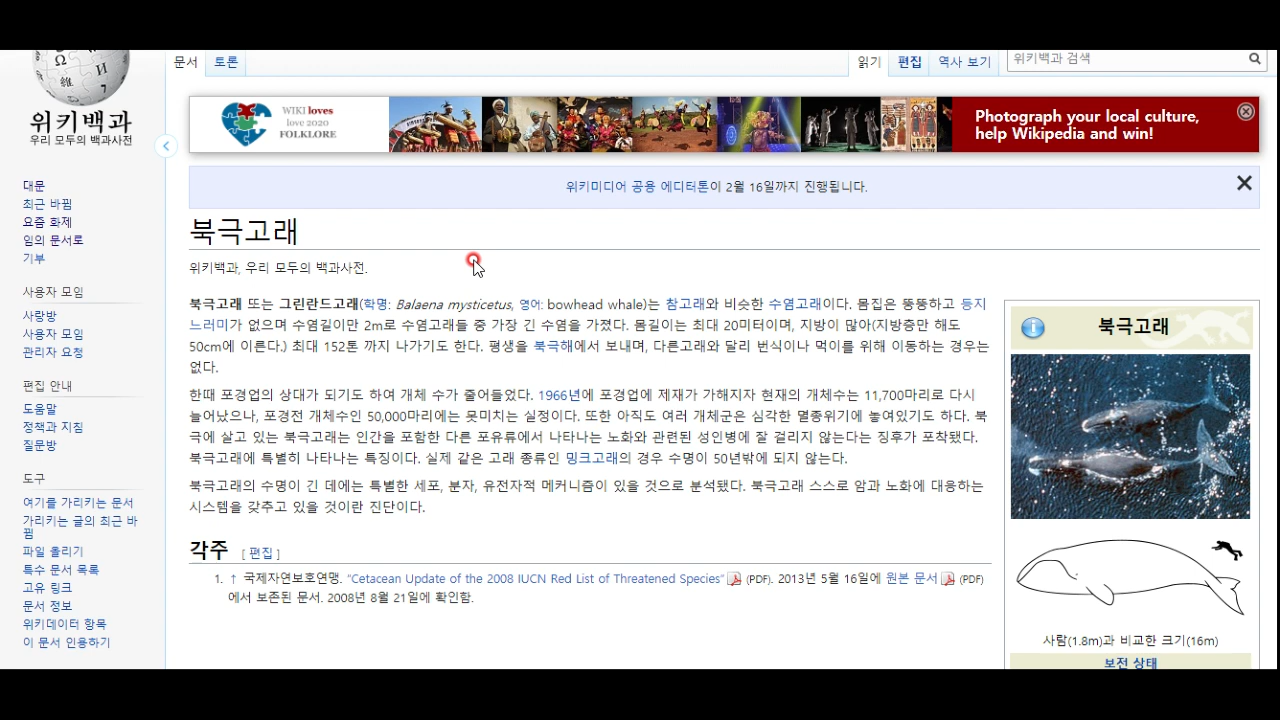 위키백과
우리 모두의 백과사전
문서 토론
읽기 편집 역사 보기
위키백과 검색
WIKI loves
love 2020
FOLKLORE
Photograph your local culture,
help Wikipedia and win!
위키미디어 공용 에디터톤이 2월 16일까지 진행됩니다.
대문
최근 바뀜
요즘 화제
임의 문서로
기부
사용자 모임
사랑방
사용자 모임
관리자 요청
편집 안내
도움말
정책과 지침
질문방
도구
여기를 가리키는 문서
가리키는 글의 최근 바
뀜
파일 올리기
특수 문서 목록
고유 링크
문서 정보
위키데이터 항목
이 문서 인용하기
북극고래
위키백과, 우리 모두의 백과사전.
북극고래 또는 그린란드고래(학명: Balaena mysticetus, 영어: bowhead whale)는 참고래와 비슷한 수염고래이다. 몸집은 뚱뚱하고 등지
느러미가 없으며 수염길이만 2m로 수염고래들 중 가장 긴 수염을 가졌다. 몸길이는 최대 20미터이며, 지방이 많아(지방층만 해도
50cm에 이른다.) 최대 152톤 까지 나가기도 한다. 평생을 북극해에서 보내며, 다른고래와 달리 번식이나 먹이를 위해 이동하는 경우는
없다.
한때 포경업의 상대가 되기도 하여 개체 수가 줄어들었다. 1966년에 포경업에 제재가 가해지자 현재의 개체수는 11,700마리로 다시
늘어났으나, 포경전 개체수인 50,000마리에는 못미치는 실정이다. 또한 아직도 여러 개체군은 심각한 멸종위기에 놓여있기도 하다. 북
극에 살고 있는 북극고래는 인간을 포함한 다른 포유류에서 나타나는 노화와 관련된 성인병에 잘 걸리지 않는다는 징후가 포착됐다.
북극고래에 특별히 나타나는 특징이다. 실제 같은 고래 종류인 밍크고래의 경우 수명이 50년밖에 되지 않는다.
북극고래의 수명이 긴 데에는 특별한 세포, 분자, 유전자적 메커니즘이 있을 것으로 분석됐다. 북극고래 스스로 암과 노화에 대응하는
시스템을 갖추고 있을 것이란 진단이다.
각주 [ 편집 ]
1. ↑ 국제자연보호연맹. "Cetacean Update of the 2008 IUCN Red List of Threatened Species" (PDF). 2013년 5월 16일에 원본 문서 (PDF)
에서 보존된 문서. 2008년 8월 21일에 확인함.
북극고래
사람(1.8m)과 비교한 크기(16m)
보전 상태